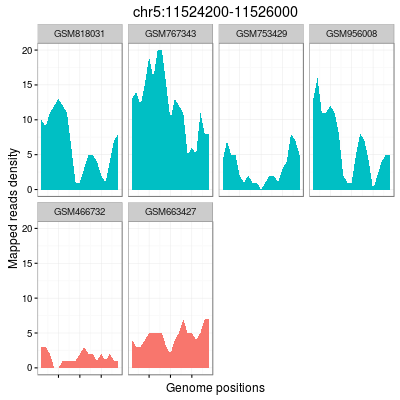 chr5:11524200-11526000
GSM818031 GSM767343 GSM753429 GSM956008
20
15
10
5
0
GSM466732 GSM663427
20
15
10
5
0
Mapped reads density
Genome positions